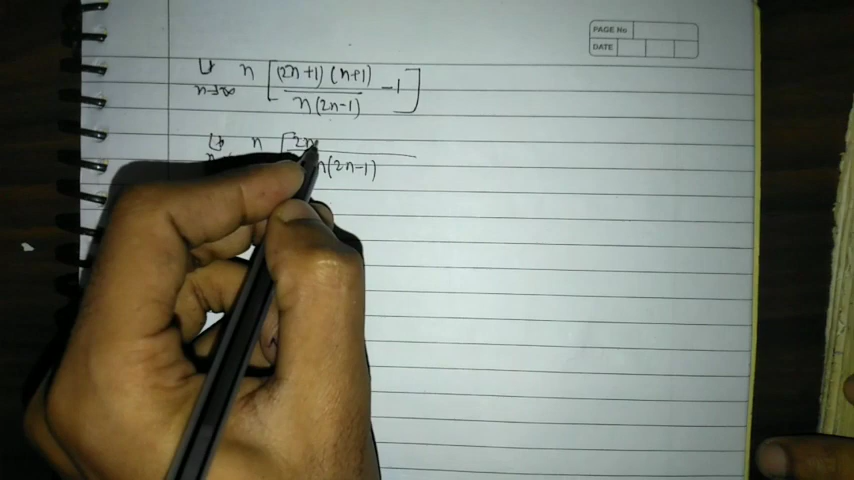 PAGE No
DATE
Lt n [ (2n+1) (n+1) / n(2n-1) - 1 ]
n→∞
Lt n [ 2n
n(2n-1)